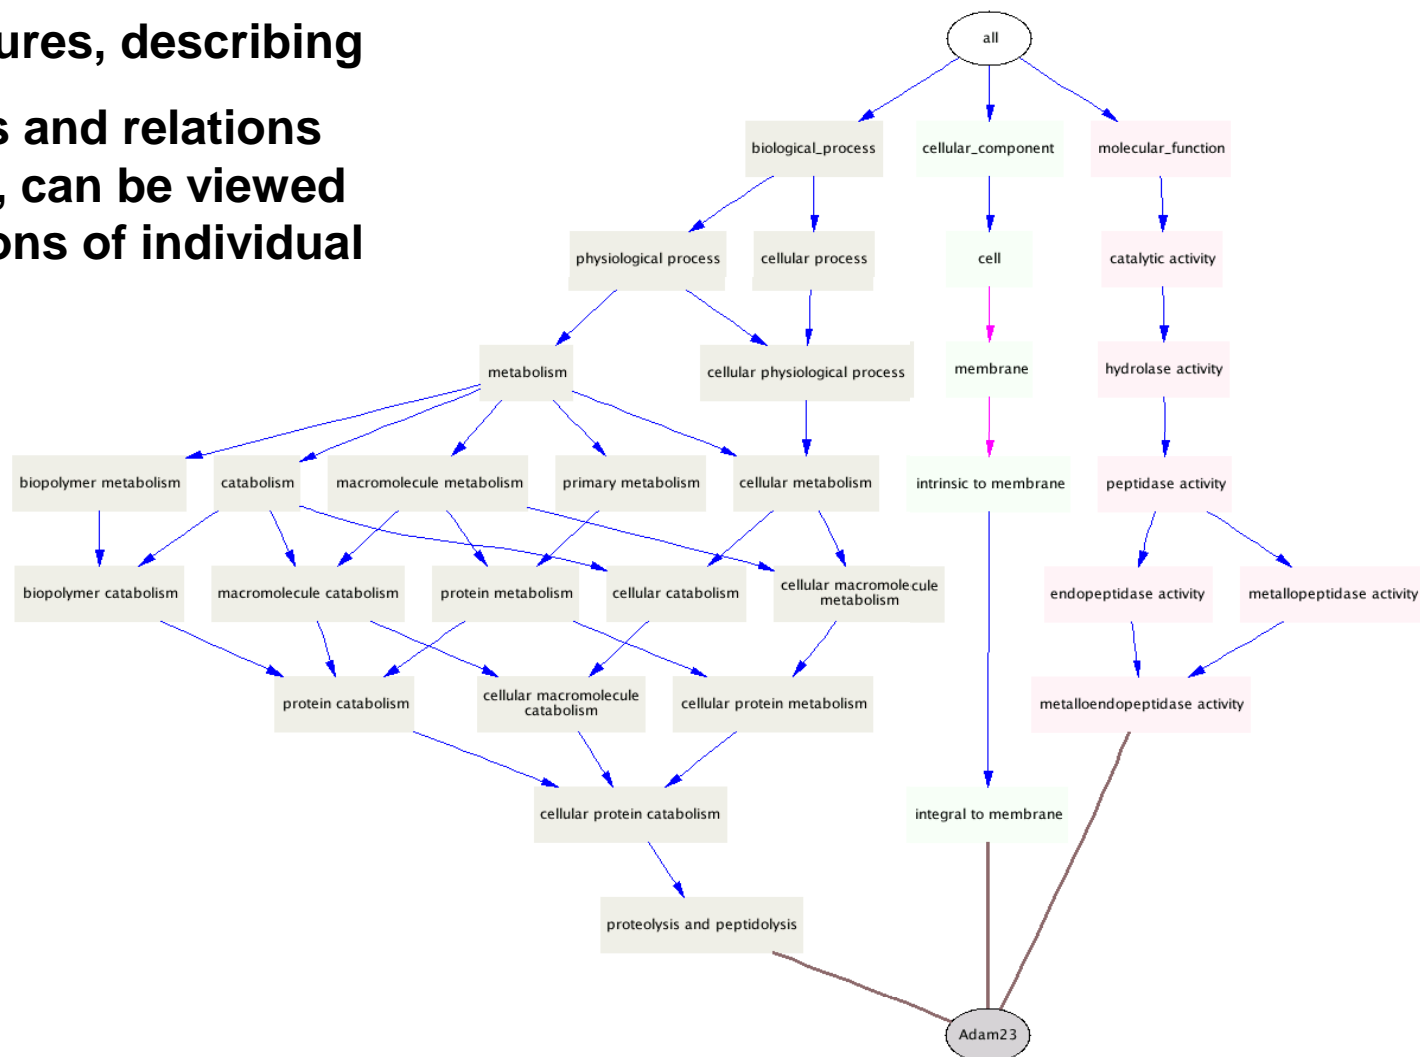 ures, describing
s and relations
, can be viewed
ons of individual
all
biological_process
cellular_component
molecular_function
physiological process
cellular process
cell
catalytic activity
metabolism
cellular physiological process
membrane
hydrolase activity
biopolymer metabolism
catabolism
macromolecule metabolism
primary metabolism
cellular metabolism
intrinsic to membrane
peptidase activity
biopolymer catabolism
macromolecule catabolism
protein metabolism
cellular catabolism
cellular macromolecule
metabolism
endopeptidase activity
metallopeptidase activity
protein catabolism
cellular macromolecule
catabolism
cellular protein metabolism
metalloendopeptidase activity
cellular protein catabolism
integral to membrane
proteolysis and peptidolysis
Adam23